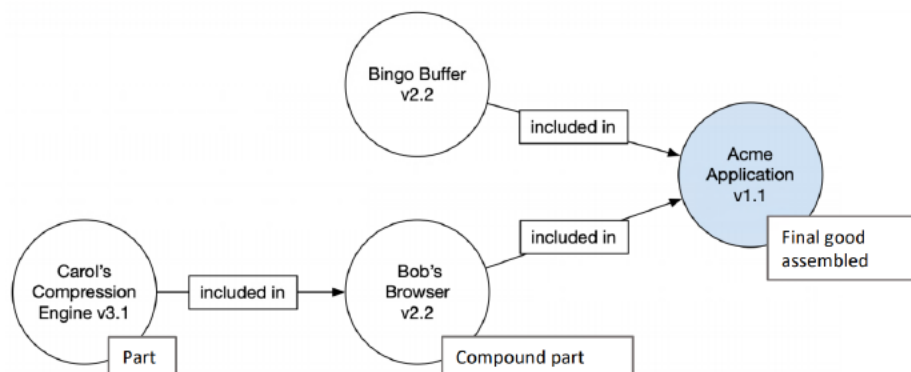 Bingo Buffer
v2.2
included in
Acme
Application
v1.1
Final good
assembled
included in
Carol's
Compression
Engine v3.1
Part
included in
Bob's
Browser
v2.2
Compound part